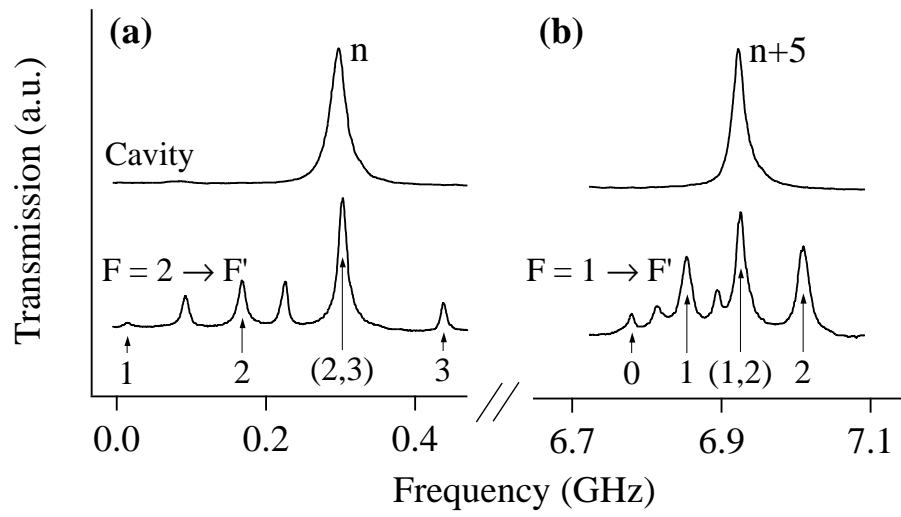 (a)
(b)
n
n+5
Cavity
F = 2 → F'
F = 1 → F'
1
2
(2,3)
3
0
1
(1,2)
2
0.0
0.2
0.4
6.7
6.9
7.1
Frequency (GHz)
Transmission (a.u.)